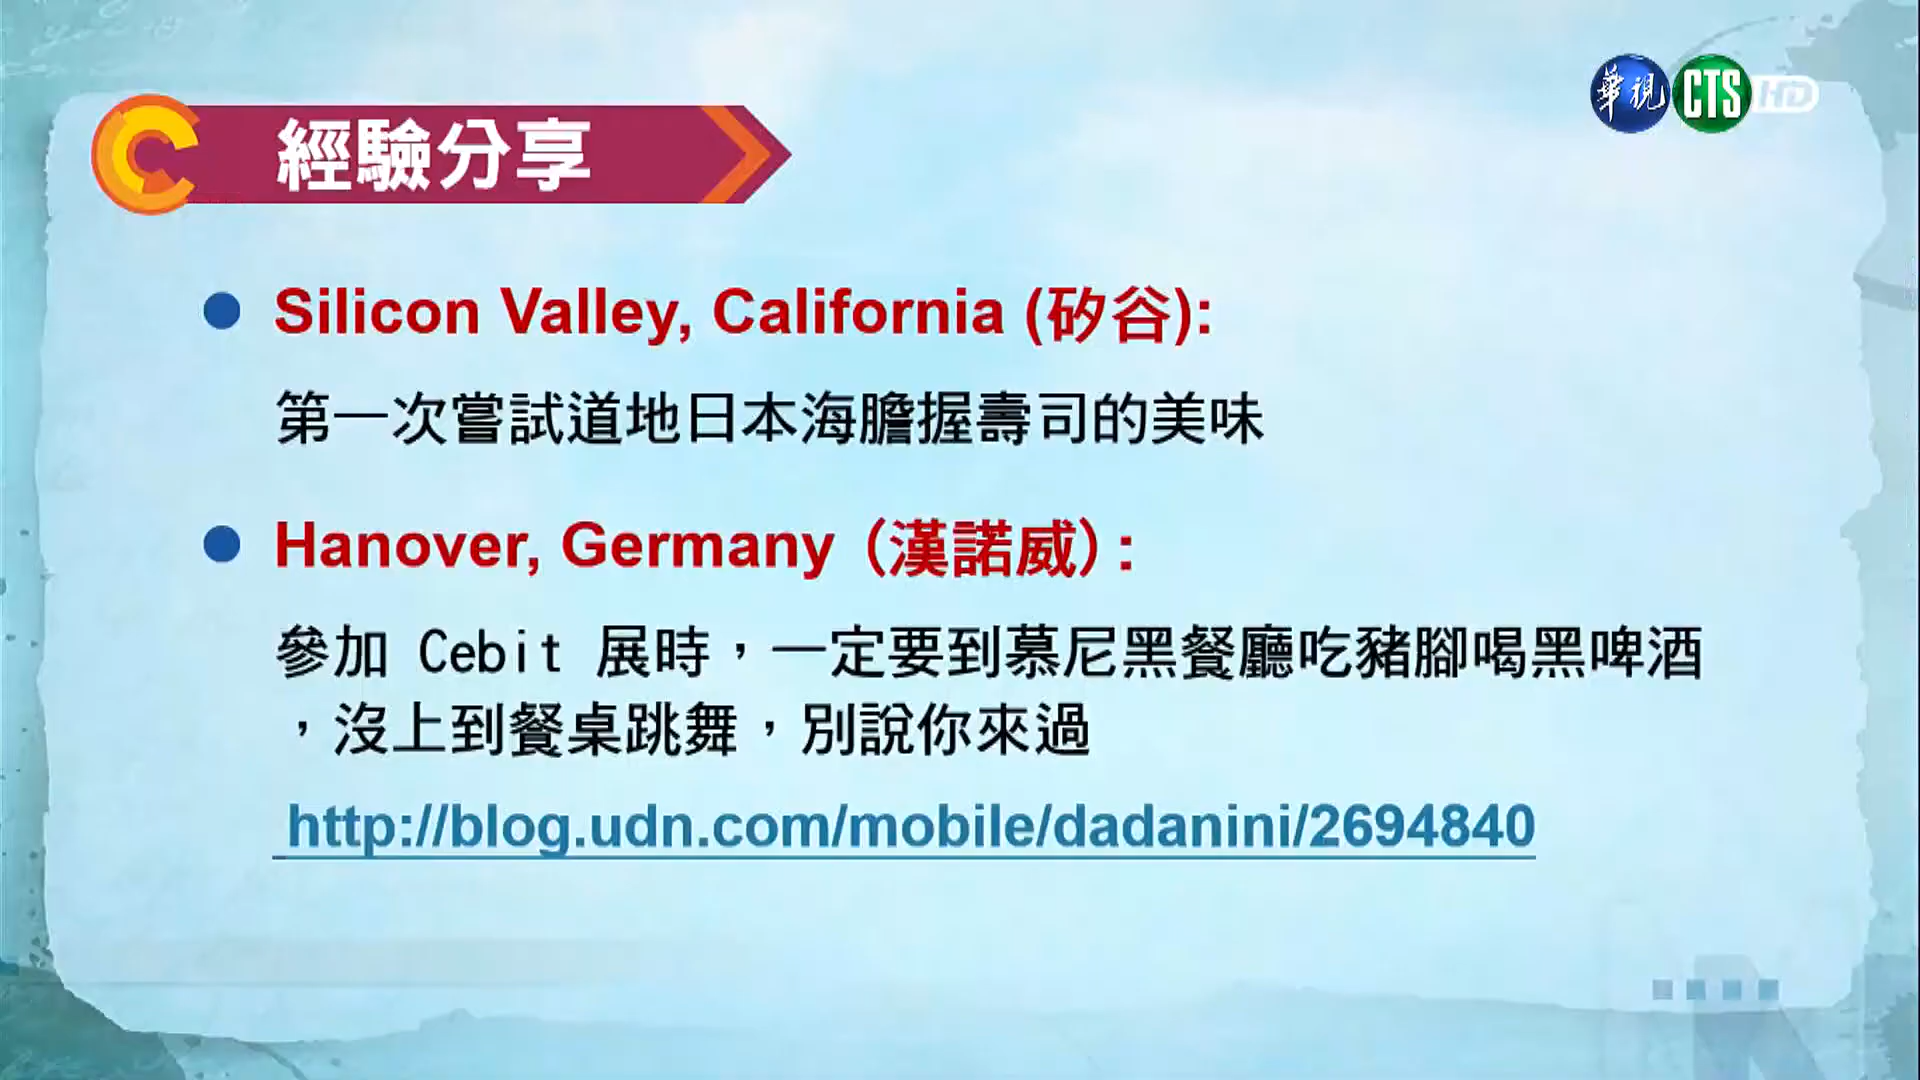 華視 CTS HD
經驗分享
Silicon Valley, California (矽谷):
第一次嘗試道地日本海膽握壽司的美味
Hanover, Germany (漢諾威):
參加 Cebit 展時，一定要到慕尼黑餐廳吃豬腳喝黑啤酒
，沒上到餐桌跳舞，別說你來過
http://blog.udn.com/mobile/dadanini/2694840